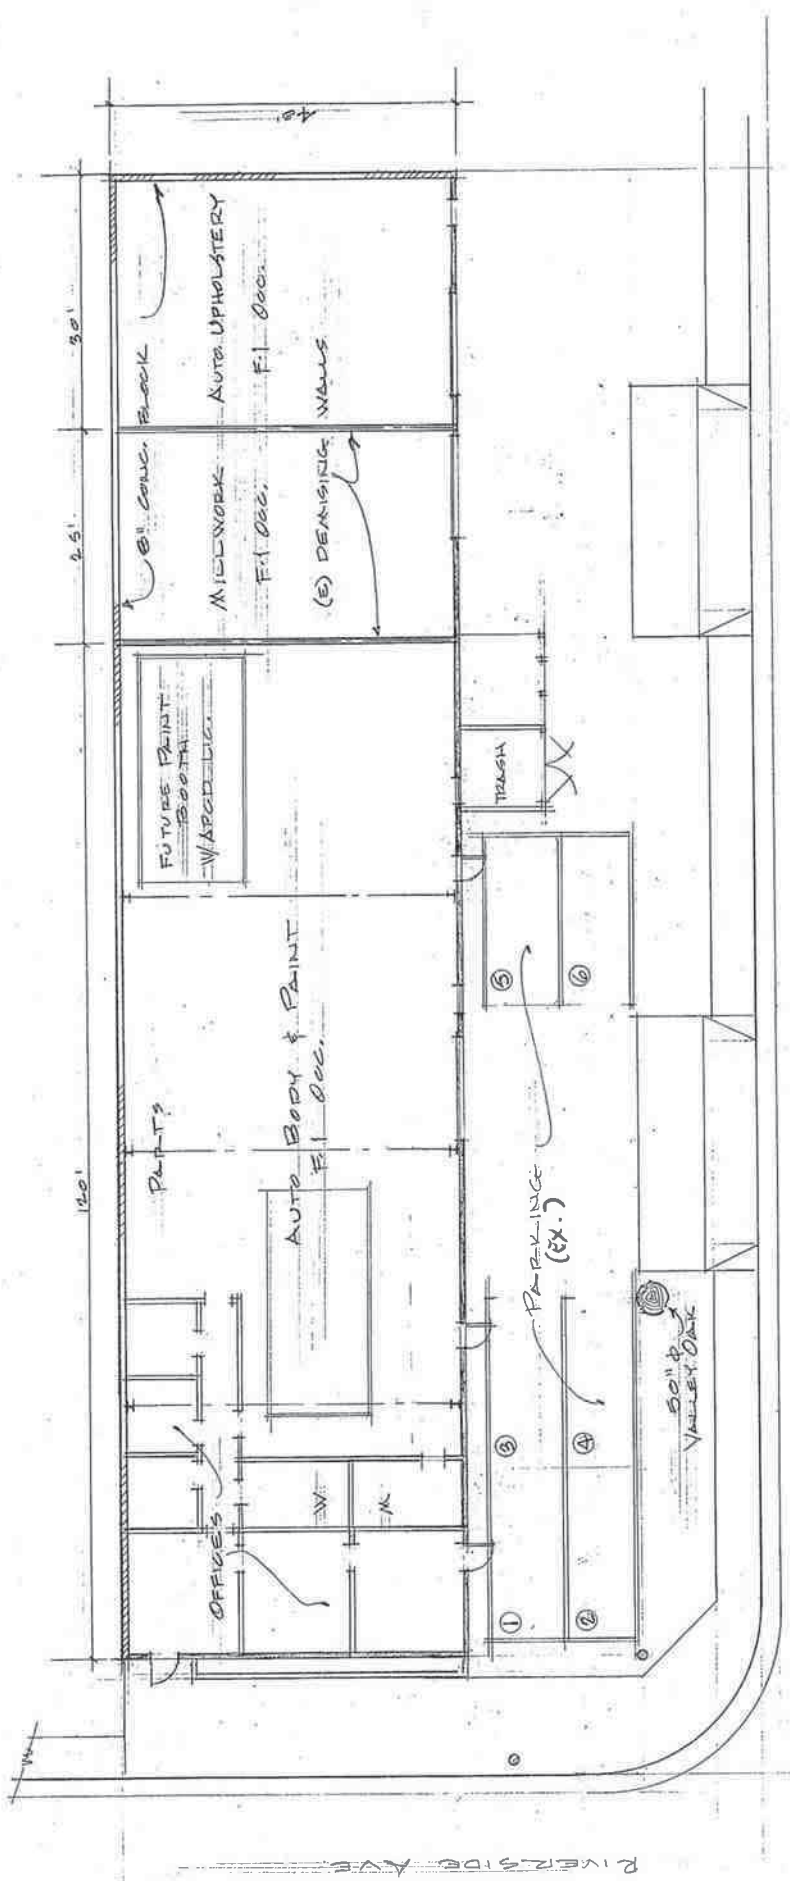 40'
30'
25'
120'
8" CONC. BLOCK
AUTO UPHOLSTERY
F-1 OCC.
MILLWORK
F-1 OCC.
(E) DEMISING WALLS
FUTURE PAINT
BOOTH
W/APCD LIC.
TRASH
PARTS
AUTO BODY & PAINT
F-1 OCC.
PARKING
(EX.)
OFFICES
W
M
1
2
3
4
5
6
50" Φ
VALLEY OAK
RIVERSIDE AVE